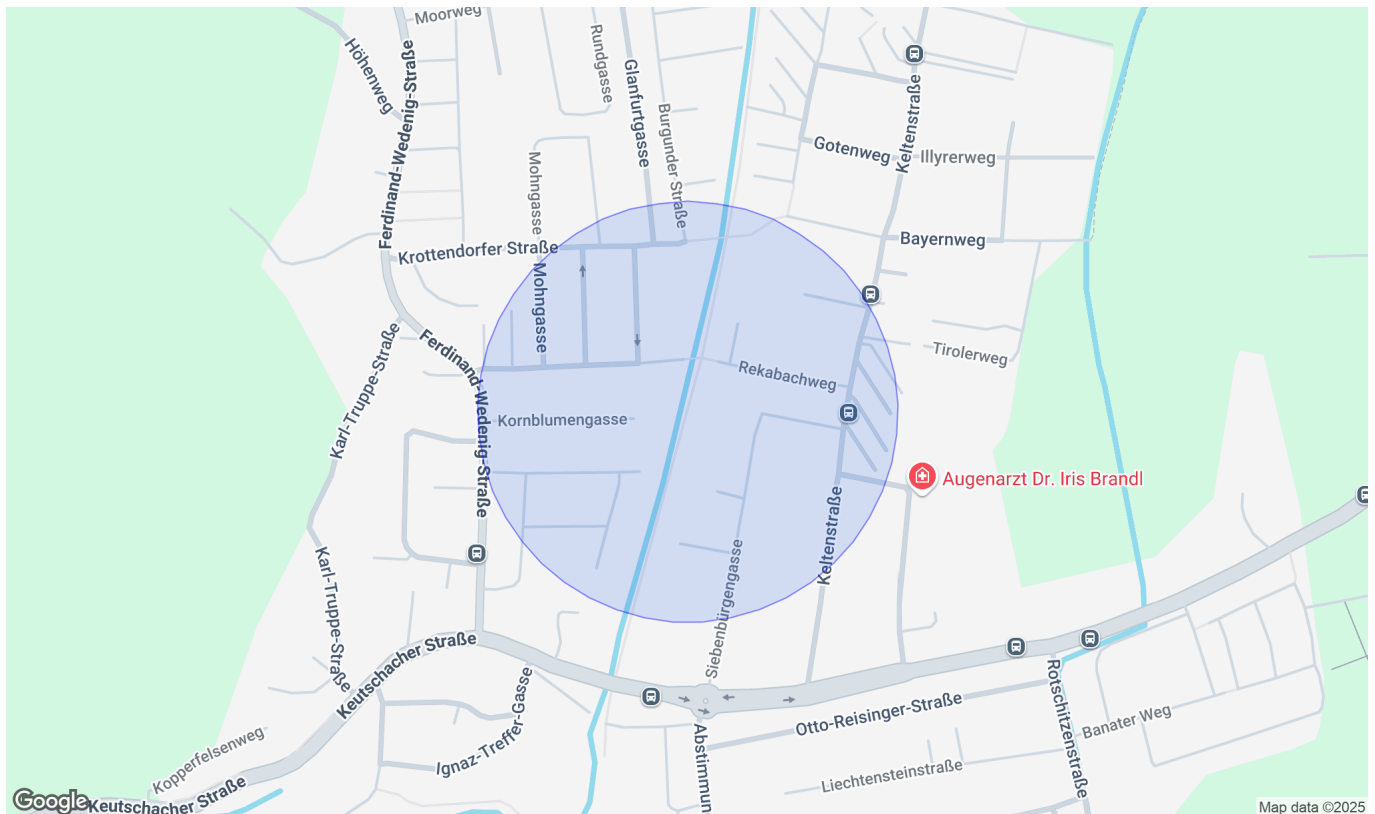 Moorweg
Höhenweg
Ferdinand-Wedenig-Straße
Rundgasse
Glanfurtgasse
Burgunder Straße
Keltenstraße
Gotenweg
Illyrerweg
Mohngasse
Bayernweg
Krottendorfer Straße
Mohngasse
Ferdinand-Wedenig-Straße
Karl-Truppe-Straße
Tirolerweg
Rekabachweg
Kornblumengasse
Augenarzt Dr. Iris Brandl
Keltenstraße
Siebenbürgengasse
Karl-Truppe-Straße
Keutschacher Straße
Ignaz-Treffer-Gasse
Otto-Reisinger-Straße
Rotschitzenstraße
Banater Weg
Abstimmun
Kopperfelsenweg
Liechtensteinstraße
Keutschacher Straße
Google
Map data ©2025